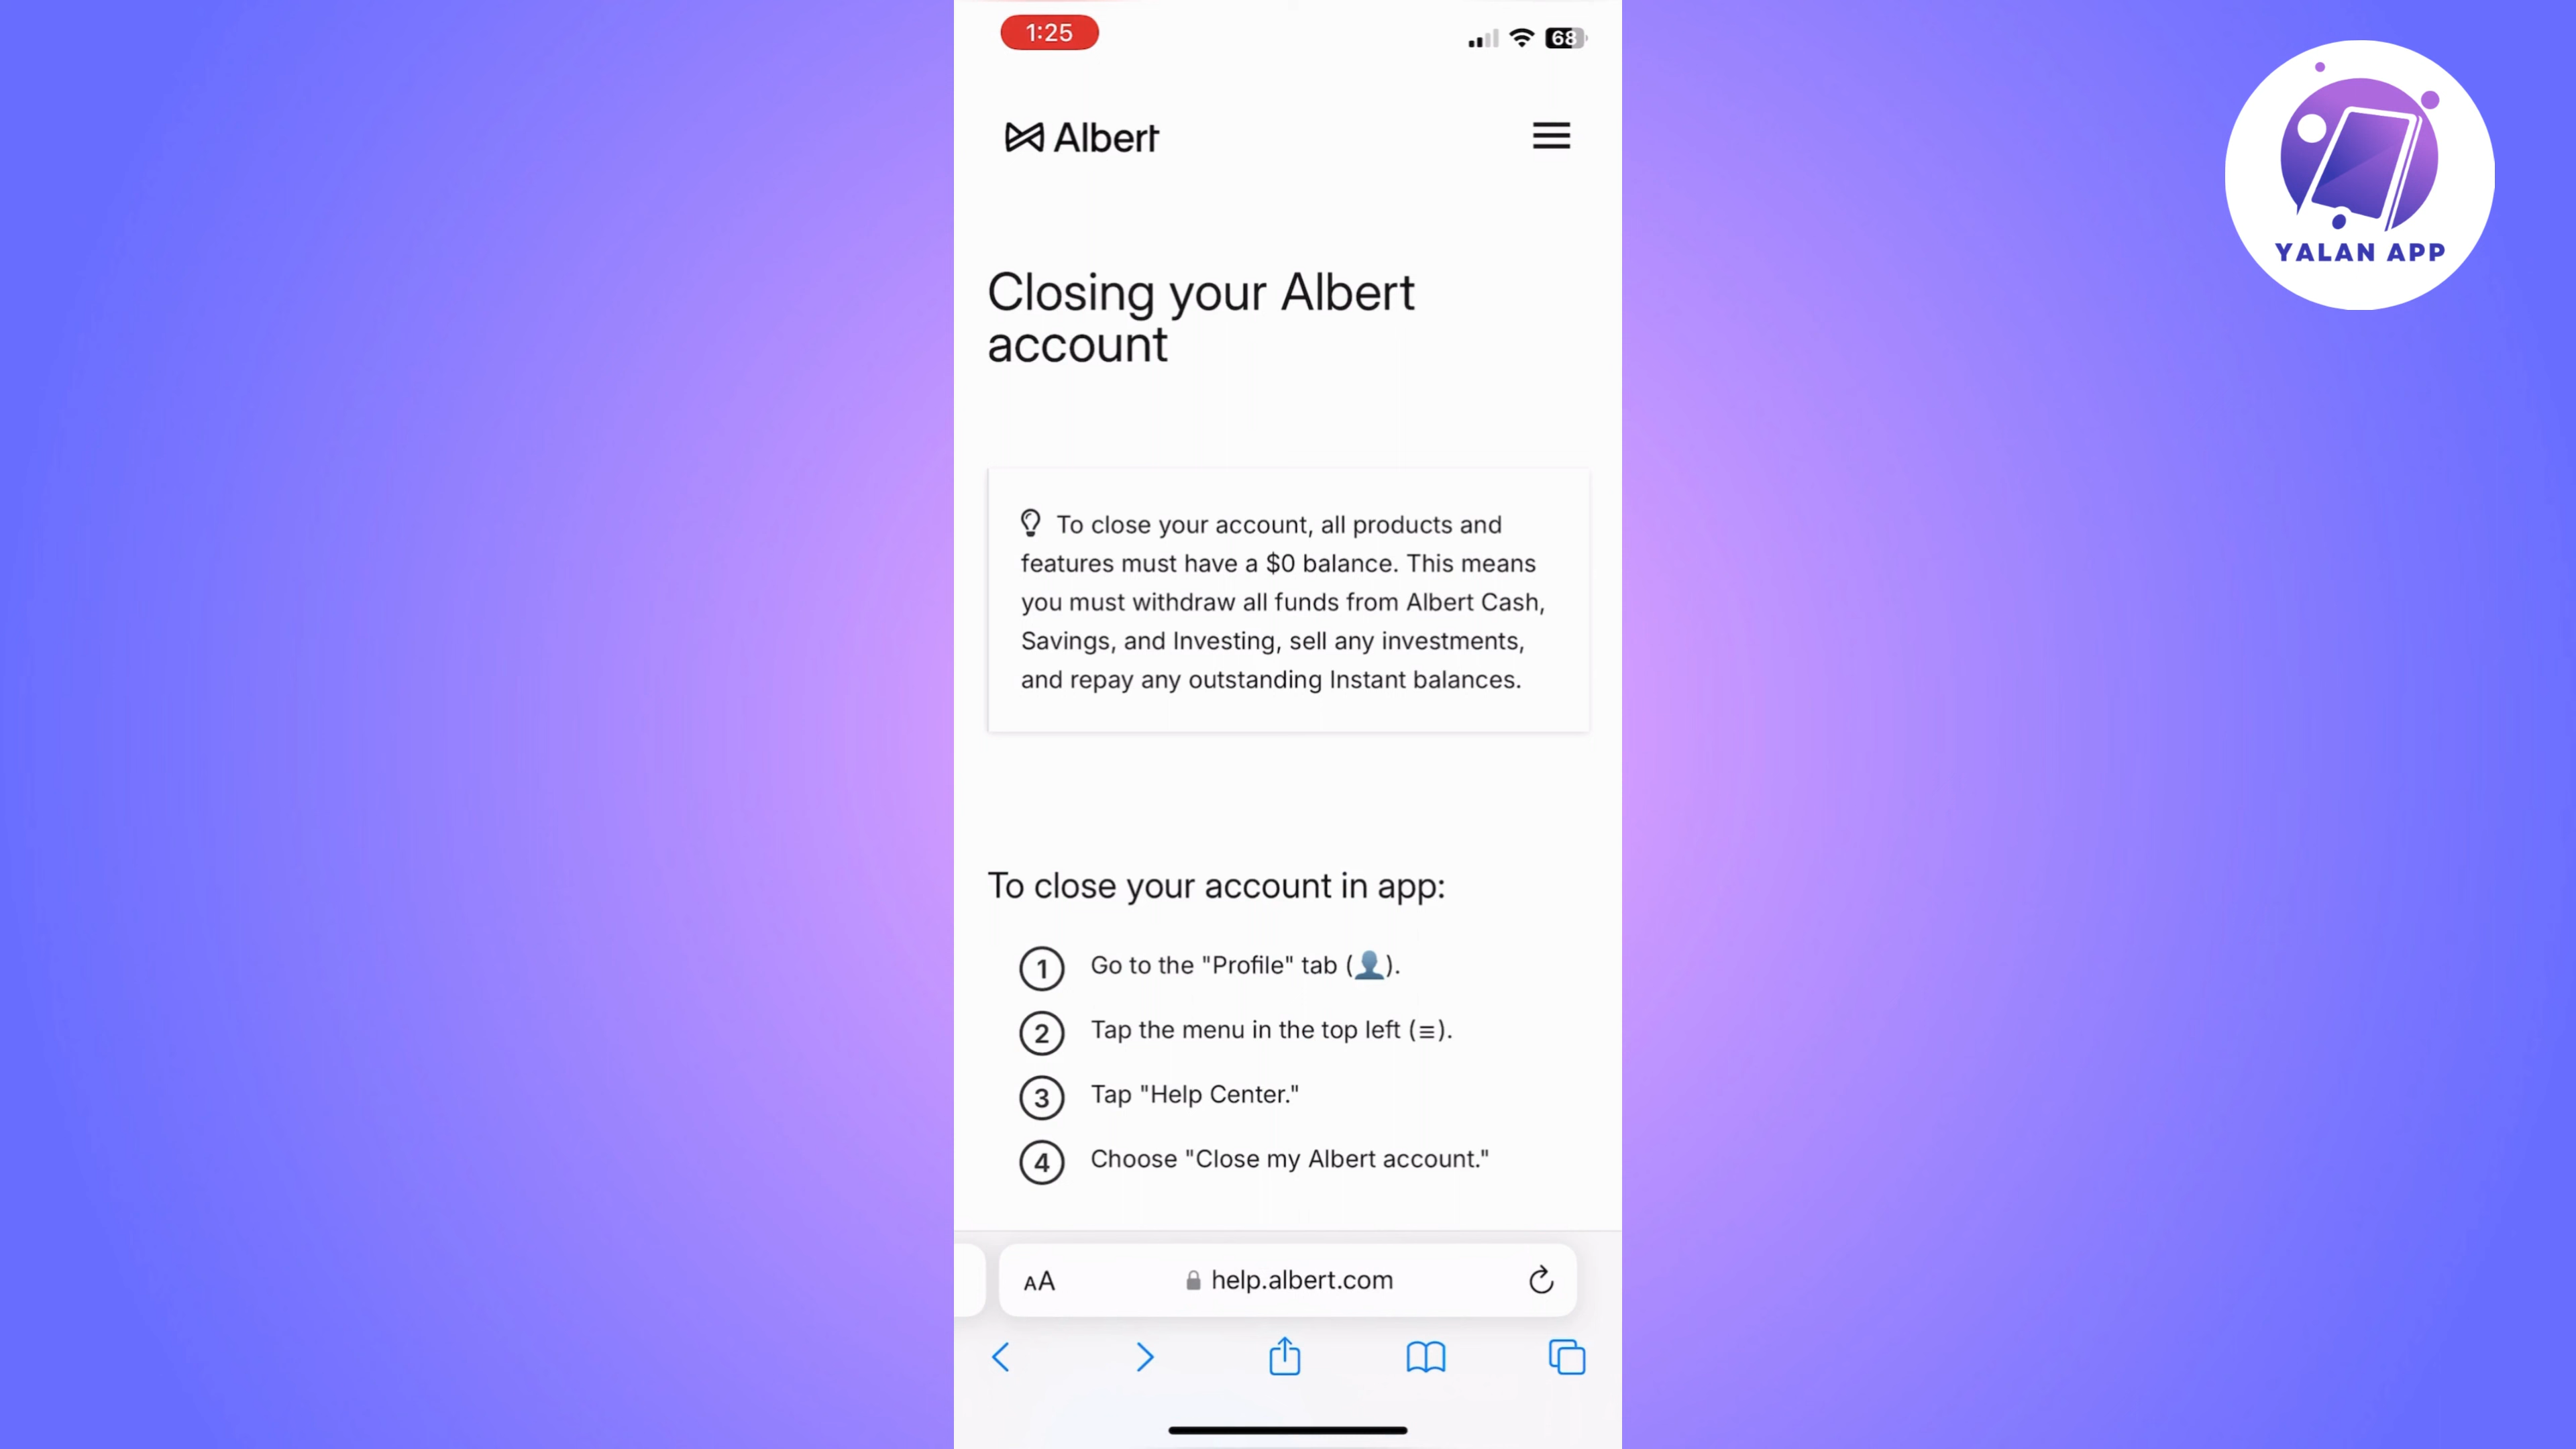 1:25
68
Albert
YALAN APP
Closing your Albert
account
To close your account, all products and
features must have a $0 balance. This means
you must withdraw all funds from Albert Cash,
Savings, and Investing, sell any investments,
and repay any outstanding Instant balances.
To close your account in app:
1 Go to the "Profile" tab (👤).
2 Tap the menu in the top left (≡).
3 Tap "Help Center."
4 Choose "Close my Albert account."
AA help.albert.com